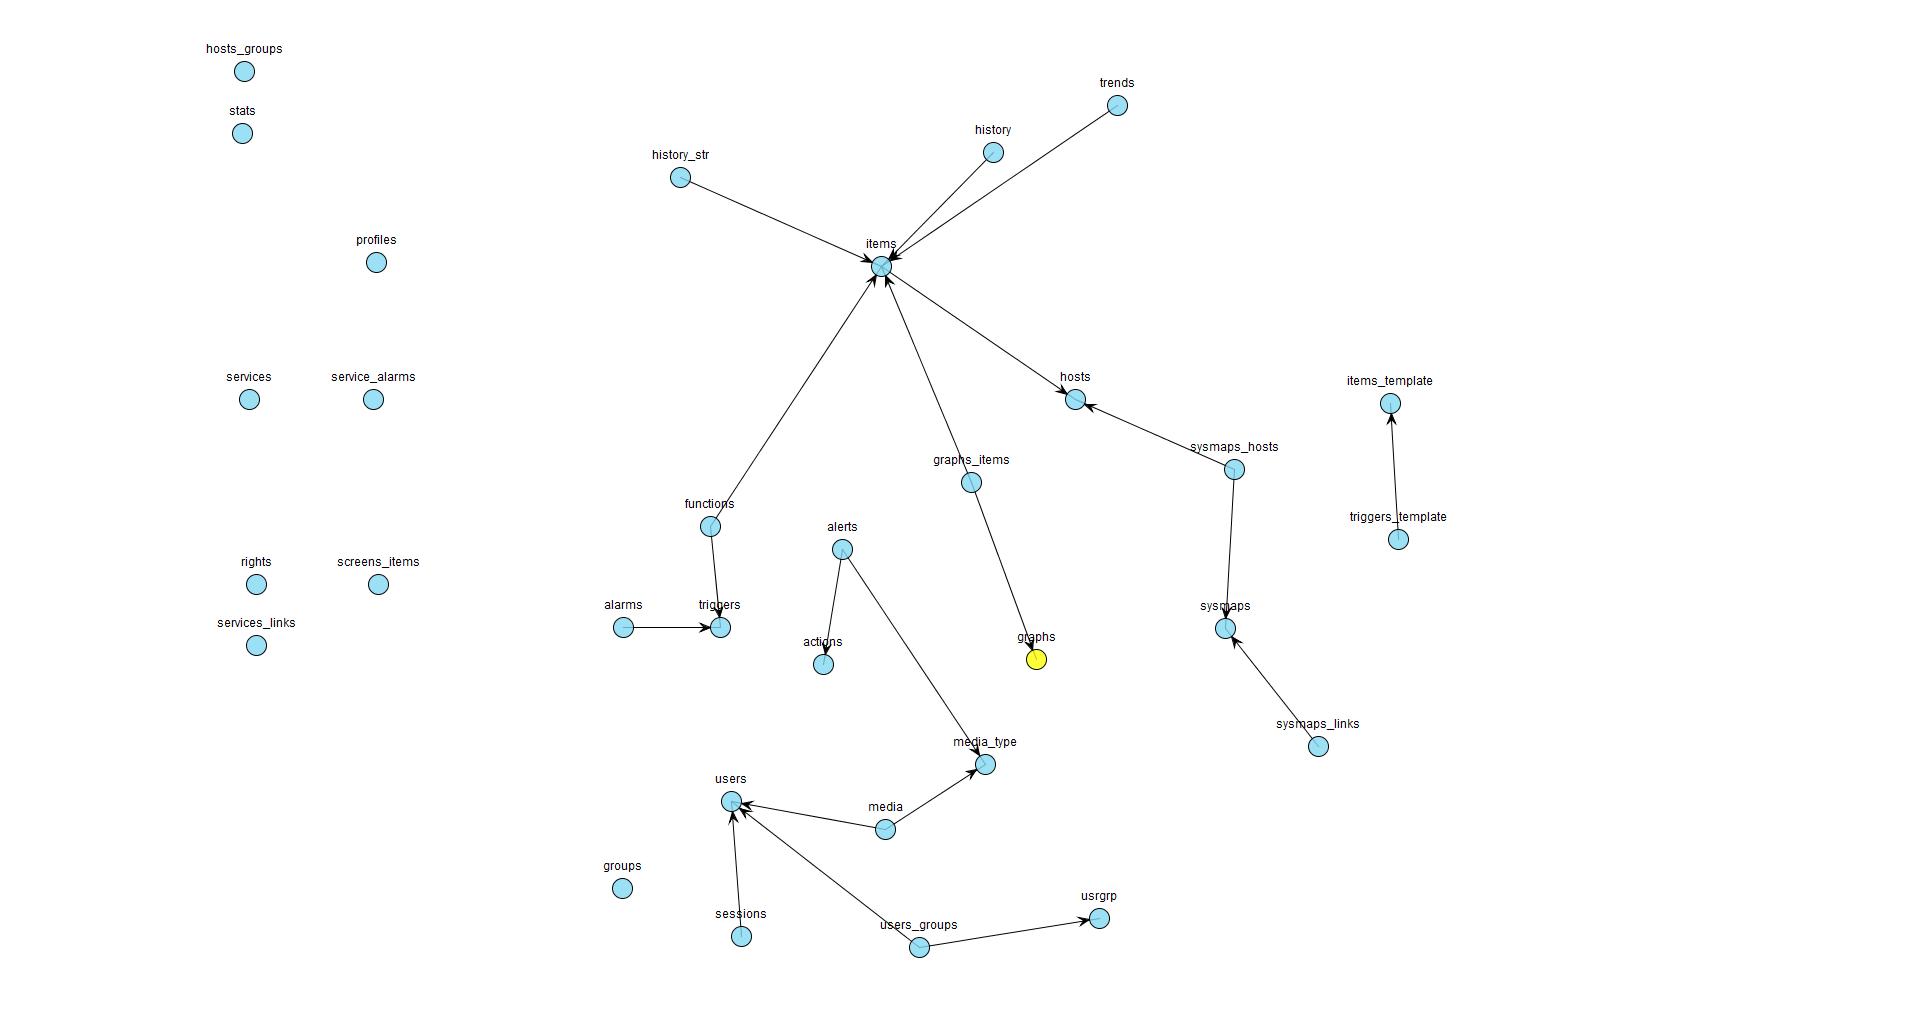 hosts_groups
stats
trends
history
history_str
profiles
items
services
service_alarms
hosts
items_template
sysmaps_hosts
graphs_items
functions
triggers_template
alerts
rights
screens_items
alarms
triggers
sysmaps
services_links
actions
graphs
sysmaps_links
media_type
users
media
groups
usrgrp
sessions
users_groups